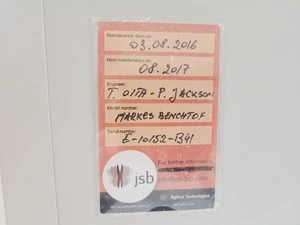 Maintenance done on:
03.08.2016
Next maintenance on:
08.2017
Engineer:
T. OITA - P. JACKSON
Model number:
MARKES BENCHTOF
Serial number:
E-10152-B41
For further information
jsb
Agilent Technologies